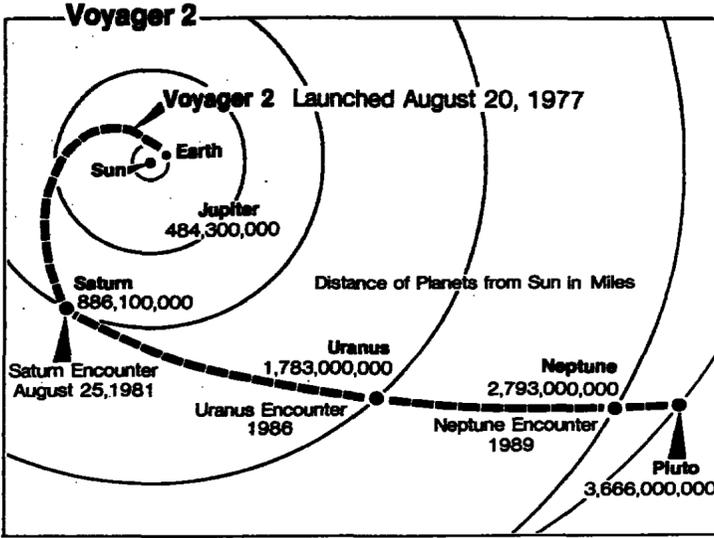 Voyager 2
Voyager 2 Launched August 20, 1977
Earth
Sun
Jupiter
484,300,000
Saturn
886,100,000
Distance of Planets from Sun in Miles
Saturn Encounter
August 25, 1981
Uranus
1,783,000,000
Uranus Encounter
1986
Neptune
2,793,000,000
Neptune Encounter
1989
Pluto
3,666,000,000